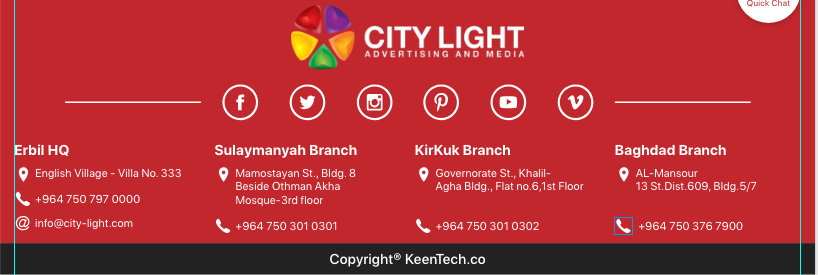 Quick Chat
CITY LIGHT
ADVERTISING AND MEDIA
Erbil HQ
English Village - Villa No. 333
+964 750 797 0000
info@city-light.com
Sulaymanyah Branch
Mamostayan St., Bldg. 8
Beside Othman Akha
Mosque-3rd floor
+964 750 301 0301
KirKuk Branch
Governorate St., Khalil-
Agha Bldg., Flat no.6,1st Floor
+964 750 301 0302
Baghdad Branch
AL-Mansour
13 St.Dist.609, Bldg.5/7
+964 750 376 7900
Copyright® KeenTech.co